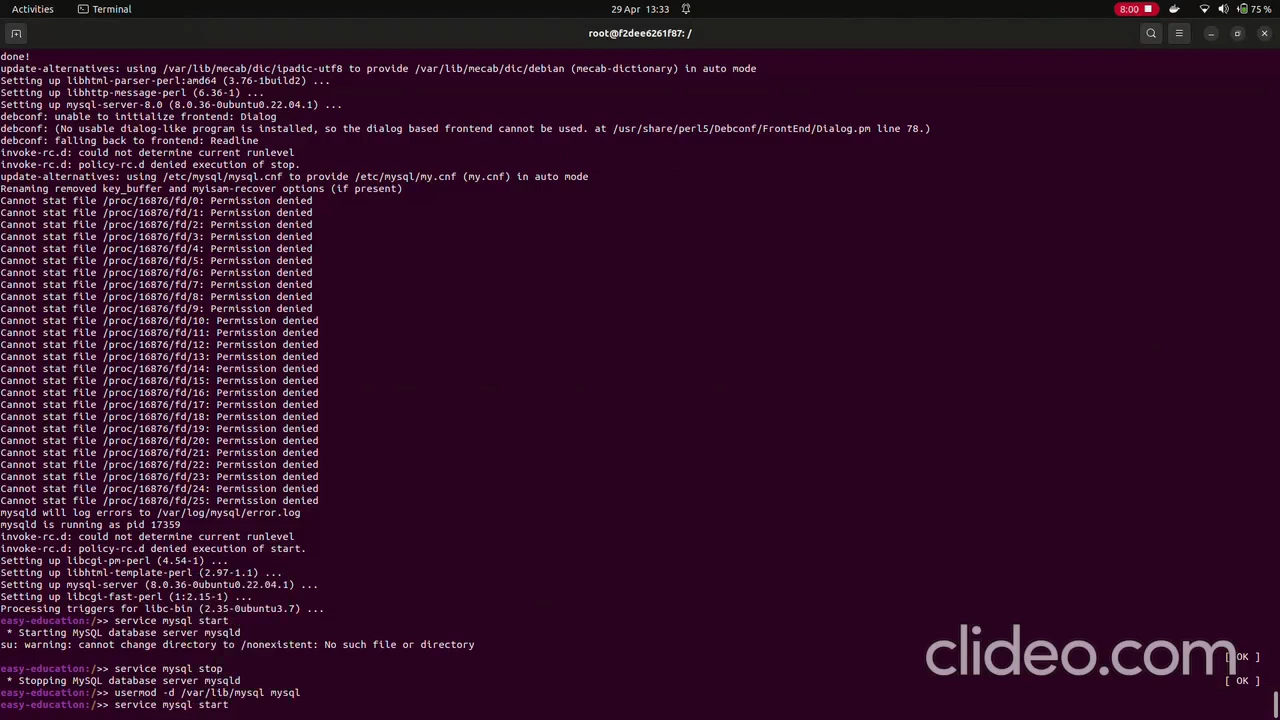 Activities
Terminal
29 Apr 13:33
8:00
75 %
root@f2dee6261f87: /
done!
update-alternatives: using /var/lib/mecab/dic/ipadic-utf8 to provide /var/lib/mecab/dic/debian (mecab-dictionary) in auto mode
Setting up libhtml-parser-perl:amd64 (3.76-1build2) ...
Setting up libhttp-message-perl (6.36-1) ...
Setting up mysql-server-8.0 (8.0.36-0ubuntu0.22.04.1) ...
debconf: unable to initialize frontend: Dialog
debconf: (No usable dialog-like program is installed, so the dialog based frontend cannot be used. at /usr/share/perl5/Debconf/FrontEnd/Dialog.pm line 78.)
debconf: falling back to frontend: Readline
invoke-rc.d: could not determine current runlevel
invoke-rc.d: policy-rc.d denied execution of stop.
update-alternatives: using /etc/mysql/mysql.cnf to provide /etc/mysql/my.cnf (my.cnf) in auto mode
Renaming removed key_buffer and myisam-recover options (if present)
Cannot stat file /proc/16876/fd/0: Permission denied
Cannot stat file /proc/16876/fd/1: Permission denied
Cannot stat file /proc/16876/fd/2: Permission denied
Cannot stat file /proc/16876/fd/3: Permission denied
Cannot stat file /proc/16876/fd/4: Permission denied
Cannot stat file /proc/16876/fd/5: Permission denied
Cannot stat file /proc/16876/fd/6: Permission denied
Cannot stat file /proc/16876/fd/7: Permission denied
Cannot stat file /proc/16876/fd/8: Permission denied
Cannot stat file /proc/16876/fd/9: Permission denied
Cannot stat file /proc/16876/fd/10: Permission denied
Cannot stat file /proc/16876/fd/11: Permission denied
Cannot stat file /proc/16876/fd/12: Permission denied
Cannot stat file /proc/16876/fd/13: Permission denied
Cannot stat file /proc/16876/fd/14: Permission denied
Cannot stat file /proc/16876/fd/15: Permission denied
Cannot stat file /proc/16876/fd/16: Permission denied
Cannot stat file /proc/16876/fd/17: Permission denied
Cannot stat file /proc/16876/fd/18: Permission denied
Cannot stat file /proc/16876/fd/19: Permission denied
Cannot stat file /proc/16876/fd/20: Permission denied
Cannot stat file /proc/16876/fd/21: Permission denied
Cannot stat file /proc/16876/fd/22: Permission denied
Cannot stat file /proc/16876/fd/23: Permission denied
Cannot stat file /proc/16876/fd/24: Permission denied
Cannot stat file /proc/16876/fd/25: Permission denied
mysqld will log errors to /var/log/mysql/error.log
mysqld is running as pid 17359
invoke-rc.d: could not determine current runlevel
invoke-rc.d: policy-rc.d denied execution of start.
Setting up libcgi-pm-perl (4.54-1) ...
Setting up libhtml-template-perl (2.97-1.1) ...
Setting up mysql-server (8.0.36-0ubuntu0.22.04.1) ...
Setting up libcgi-fast-perl (1:2.15-1) ...
Processing triggers for libc-bin (2.35-0ubuntu3.7) ...
easy-education:/>> service mysql start
* Starting MySQL database server mysqld
su: warning: cannot change directory to /nonexistent: No such file or directory
[ OK ]
easy-education:/>> service mysql stop
* Stopping MySQL database server mysqld [ OK ]
easy-education:/>> usermod -d /var/lib/mysql mysql
easy-education:/>> service mysql start
clideo.com